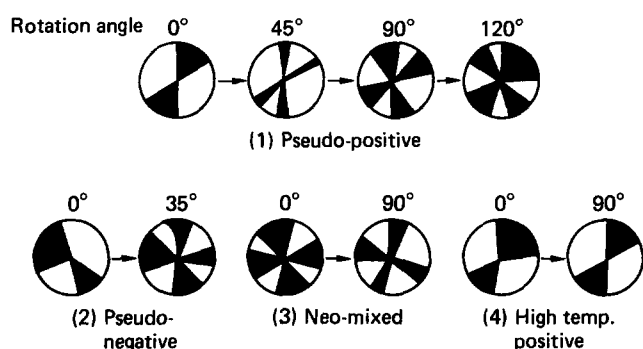 Rotation angle 0° 45° 90° 120°
(1) Pseudo-positive
0° 35° 0° 90° 0° 90°
(2) Pseudo- (3) Neo-mixed (4) High temp.
negative positive